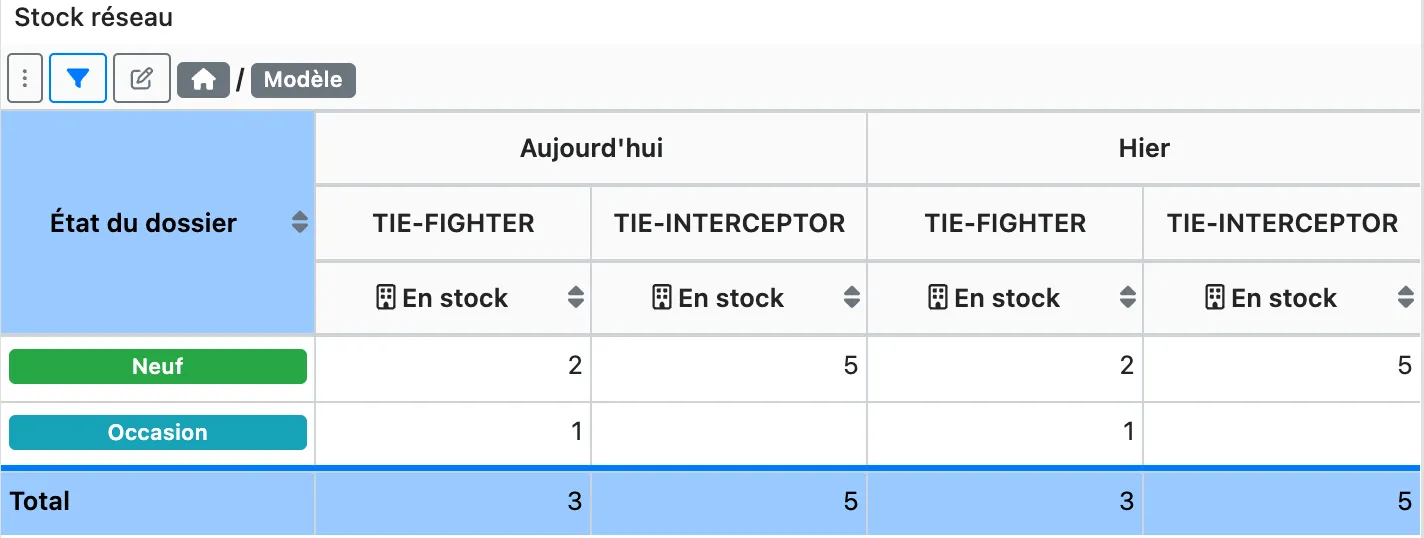 Stock réseau
/ Modèle
État du dossier
Aujourd'hui Hier
TIE-FIGHTER TIE-INTERCEPTOR TIE-FIGHTER TIE-INTERCEPTOR
En stock En stock En stock En stock
Neuf 2 5 2 5
Occasion 1 1
Total 3 5 3 5